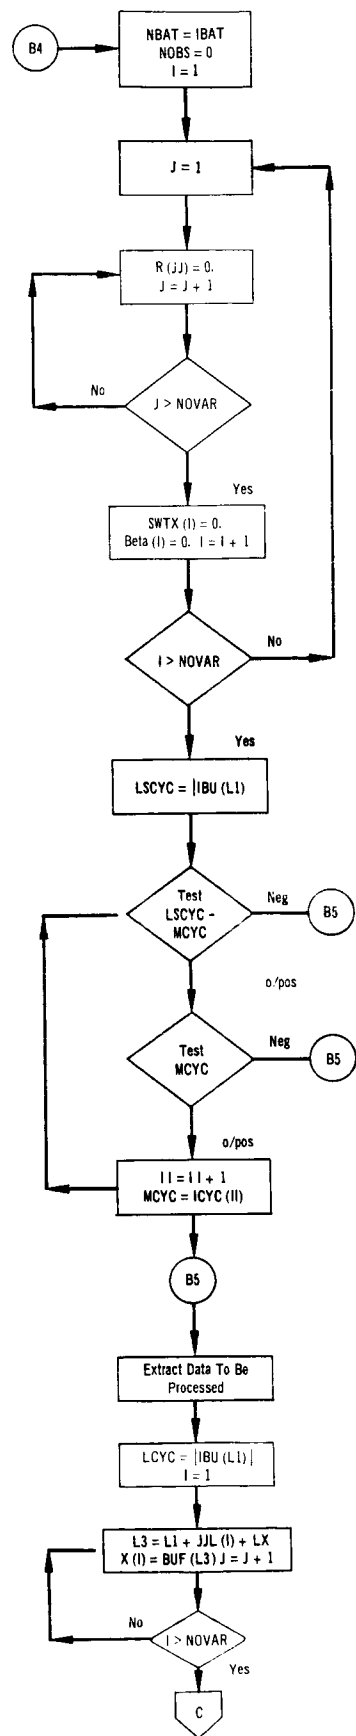 B4
NBAT = IBAT
NOBS = 0
I = 1
J = 1
R (JJ) = 0.
J = J + 1
No
J > NOVAR
Yes
SWTX (I) = 0.
Beta (I) = 0. I = I + 1
I > NOVAR
No
Yes
LSCYC = |IBU (L1)
Test
LSCYC -
MCYC
Neg
B5
o/pos
Test
MCYC
Neg
B5
o/pos
II = II + 1
MCYC = ICYC (II)
B5
Extract Data To Be
Processed
LCYC = |IBU (L1)|
I = 1
L3 = L1 + JJL (I) + LX
X (I) = BUF (L3) J = J + 1
No
I > NOVAR
Yes
C